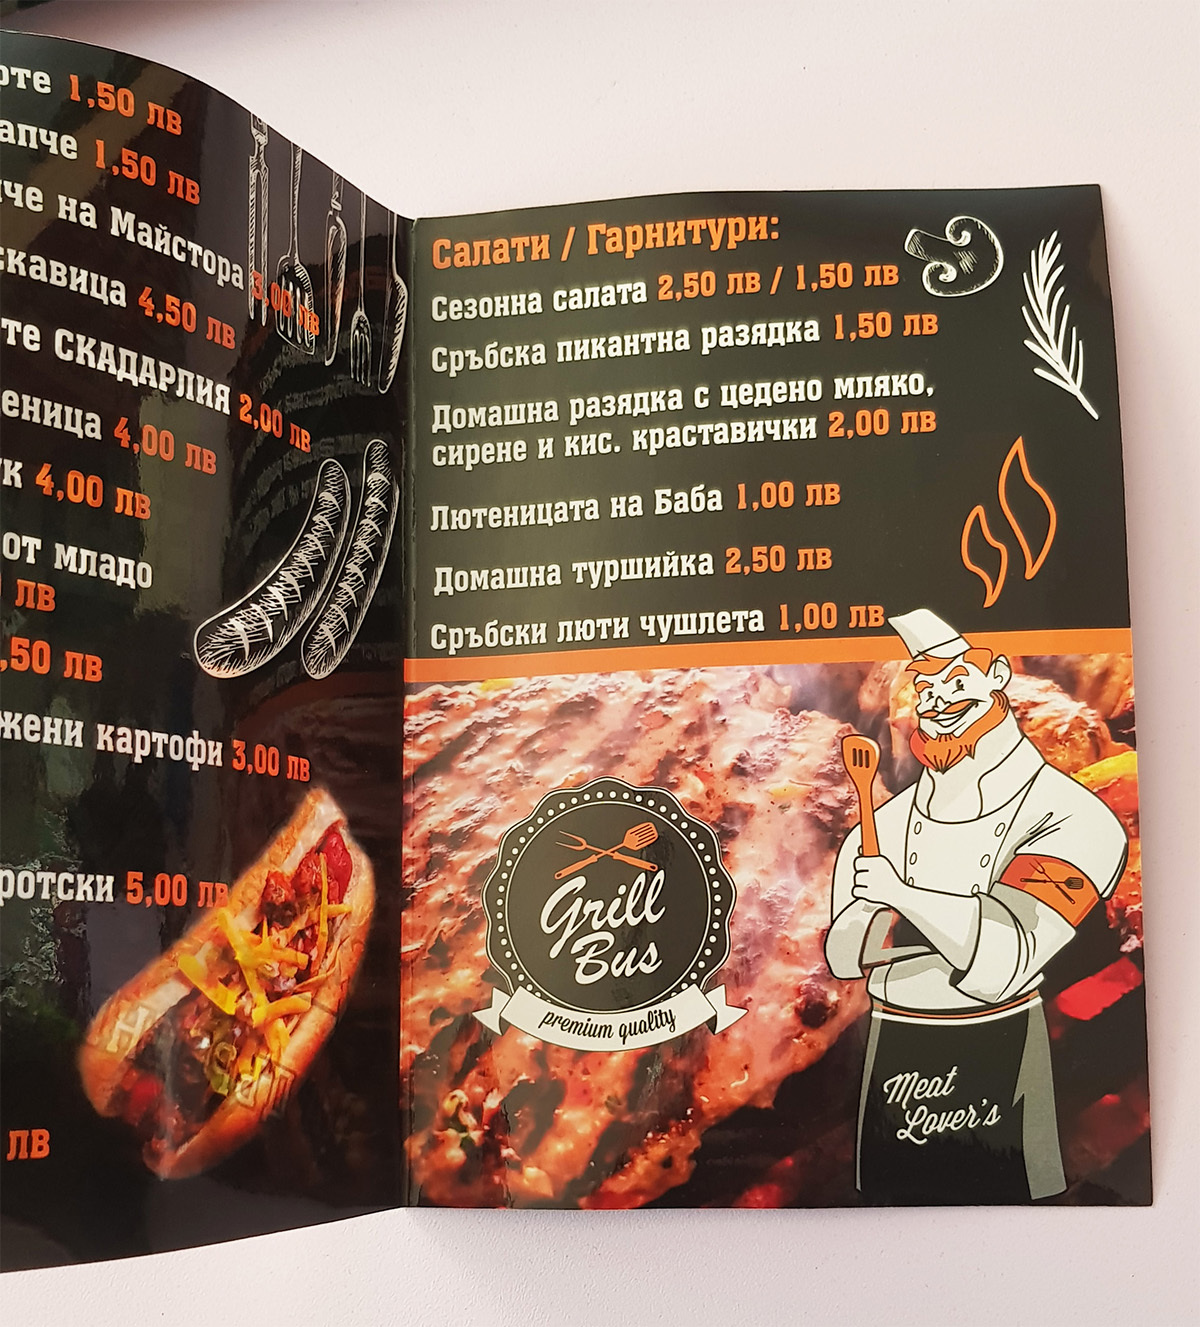 1,50 лв
1,50 лв
на Майстора 3,00 лв
4,50 лв
СКАДАРЛИЯ 2,00 лв
4,00 лв
4,00 лв
от младо
лв
,50 лв
картофи 3,00 лв
5,00 лв
лв
Салати / Гарнитури:
Сезонна салата 2,50 лв / 1,50 лв
Сръбска пикантна разядка 1,50 лв
Домашна разядка с цедено мляко,
сирене и кис. краставички 2,00 лв
Лютеницата на Баба 1,00 лв
Домашна туршийка 2,50 лв
Сръбски люти чушлета 1,00 лв
Grill
Bus
premium quality
Meat
Lover's